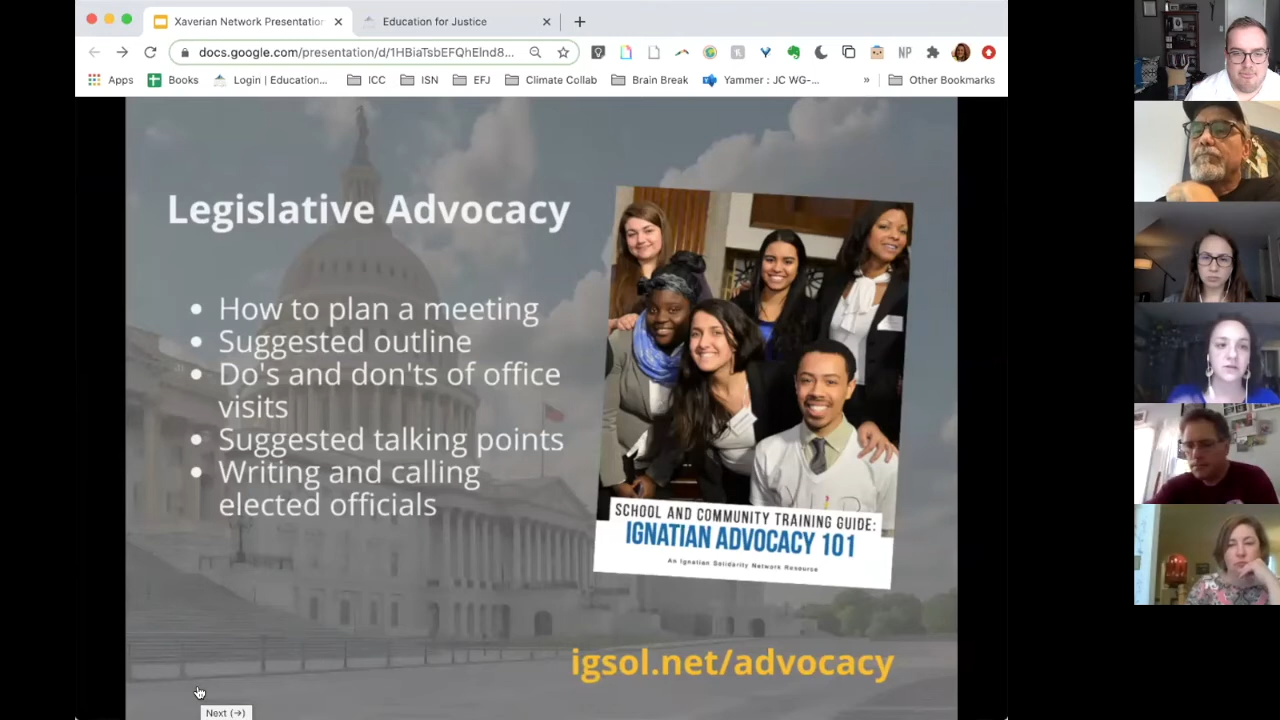 Xaverian Network Presentation
Education for Justice
docs.google.com/presentation/d/1HBiaTsbEFQhElnd8...
NP
Apps
Books
Login | Education...
ICC
ISN
EFJ
Climate Collab
Brain Break
Yammer : JC WG-...
»
Other Bookmarks
Legislative Advocacy
• How to plan a meeting
• Suggested outline
• Do's and don'ts of office
visits
• Suggested talking points
• Writing and calling
elected officials
SCHOOL AND COMMUNITY TRAINING GUIDE:
IGNATIAN ADVOCACY 101
An Ignatian Solidarity Network Resource
igsol.net/advocacy
Next (→)